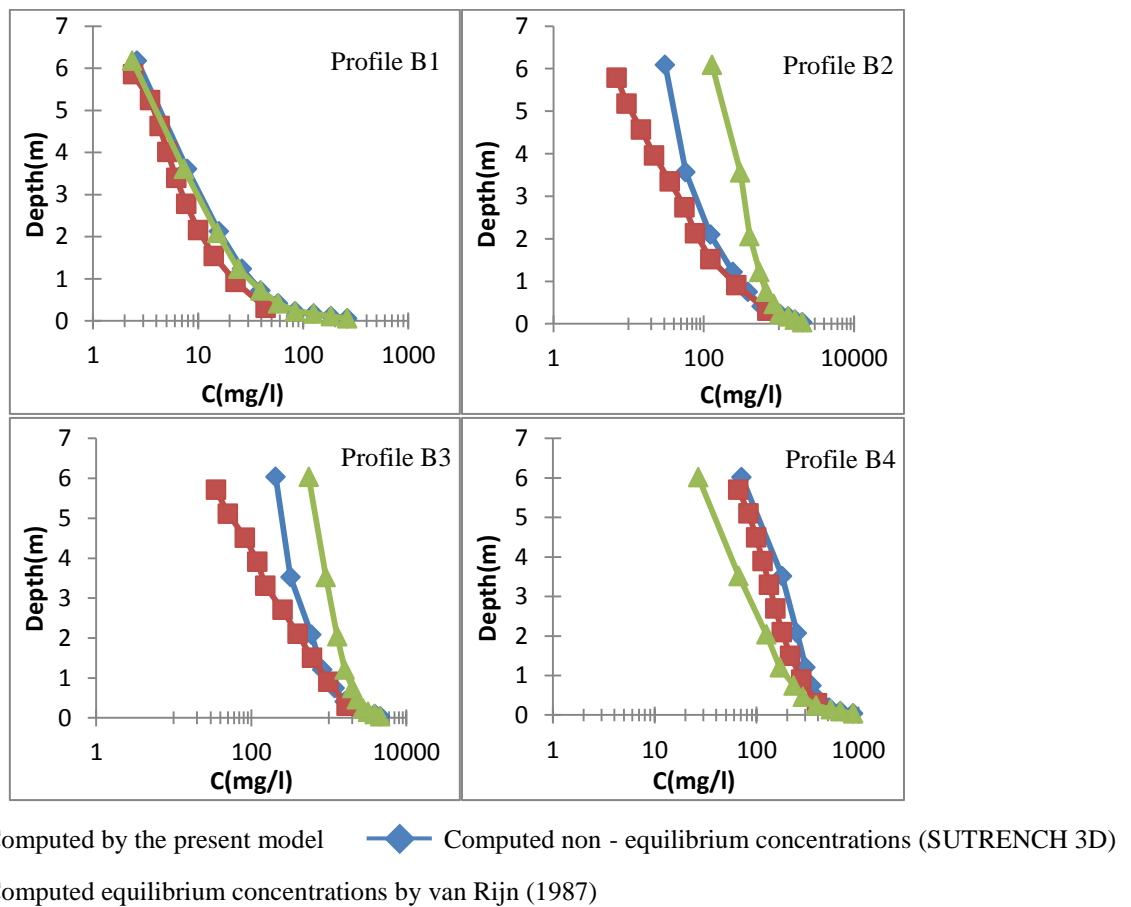 Profile B1
7
6
5
4
3
2
1
0
Depth(m)
1 10 100 1000
C(mg/l)
Profile B2
7
6
5
4
3
2
1
0
Depth(m)
1 100 10000
C(mg/l)
Profile B3
7
6
5
4
3
2
1
0
Depth(m)
1 100 10000
C(mg/l)
Profile B4
7
6
5
4
3
2
1
0
Depth(m)
1 10 100 1000
C(mg/l)
omputed by the present model Computed non - equilibrium concentrations (SUTRENCH 3D)
omputed equilibrium concentrations by van Rijn (1987)